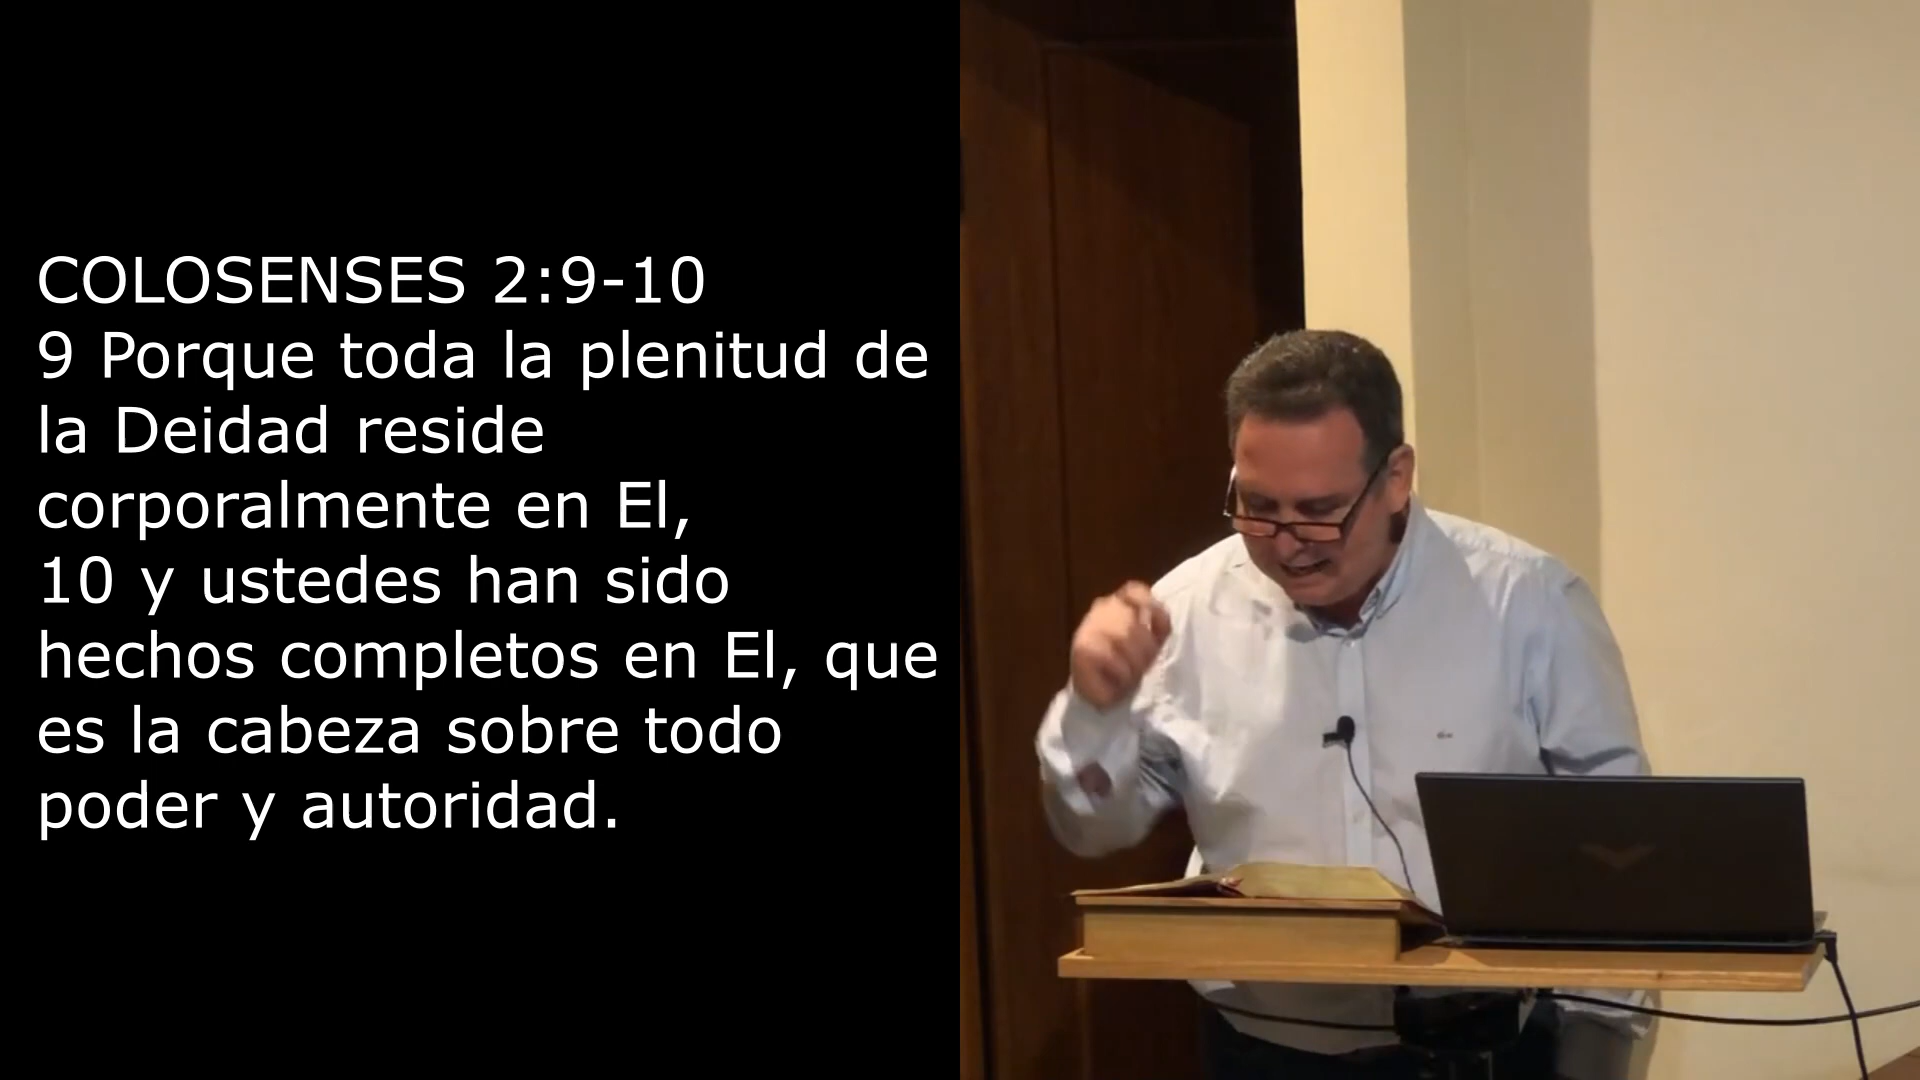 COLOSENSES 2:9-10
9 Porque toda la plenitud de
la Deidad reside
corporalmente en El,
10 y ustedes han sido
hechos completos en El, que
es la cabeza sobre todo
poder y autoridad.